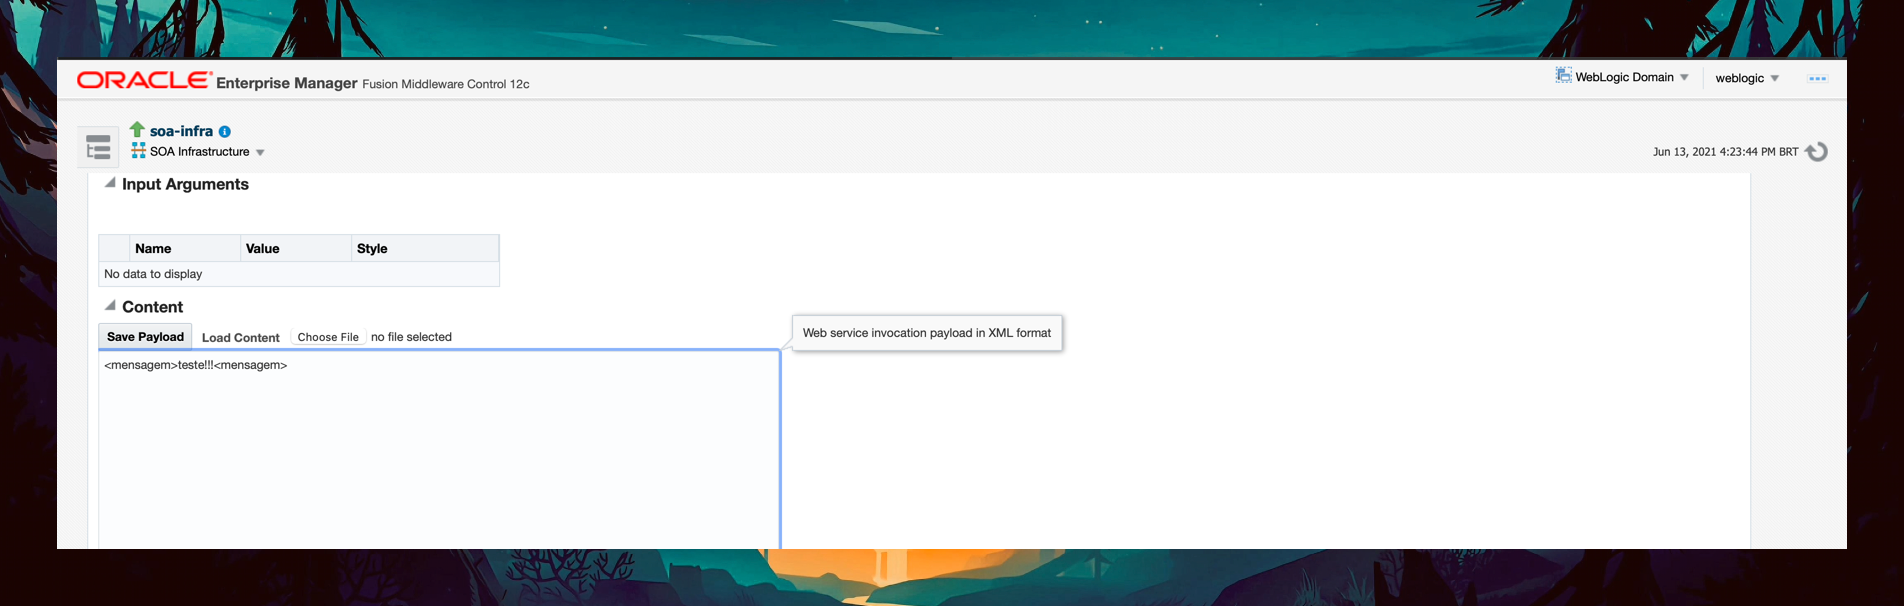 ORACLE® Enterprise Manager Fusion Middleware Control 12c
WebLogic Domain
weblogic
soa-infra
SOA Infrastructure
Jun 13, 2021 4:23:44 PM BRT
Input Arguments
Name Value Style
No data to display
Content
Save Payload Load Content Choose File no file selected
Web service invocation payload in XML format
<mensagem>teste!!!<mensagem>